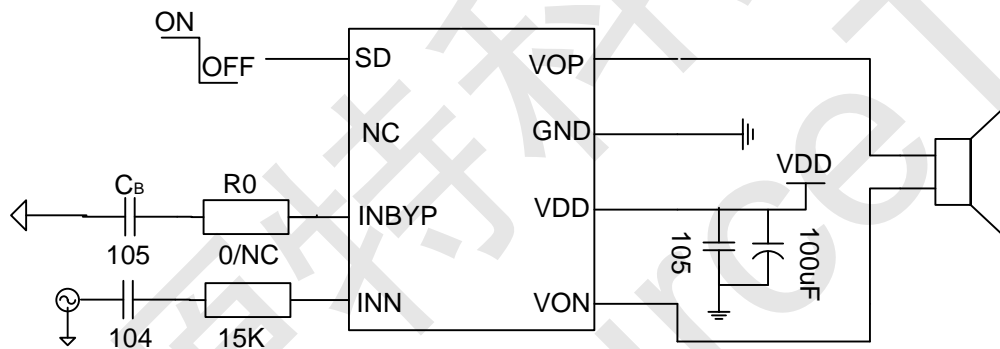 ON
OFF
SD
VOP
NC
GND
VDD
CB
R0
INBYP
VDD
105
0/NC
105
100uF
INN
VON
104
15K